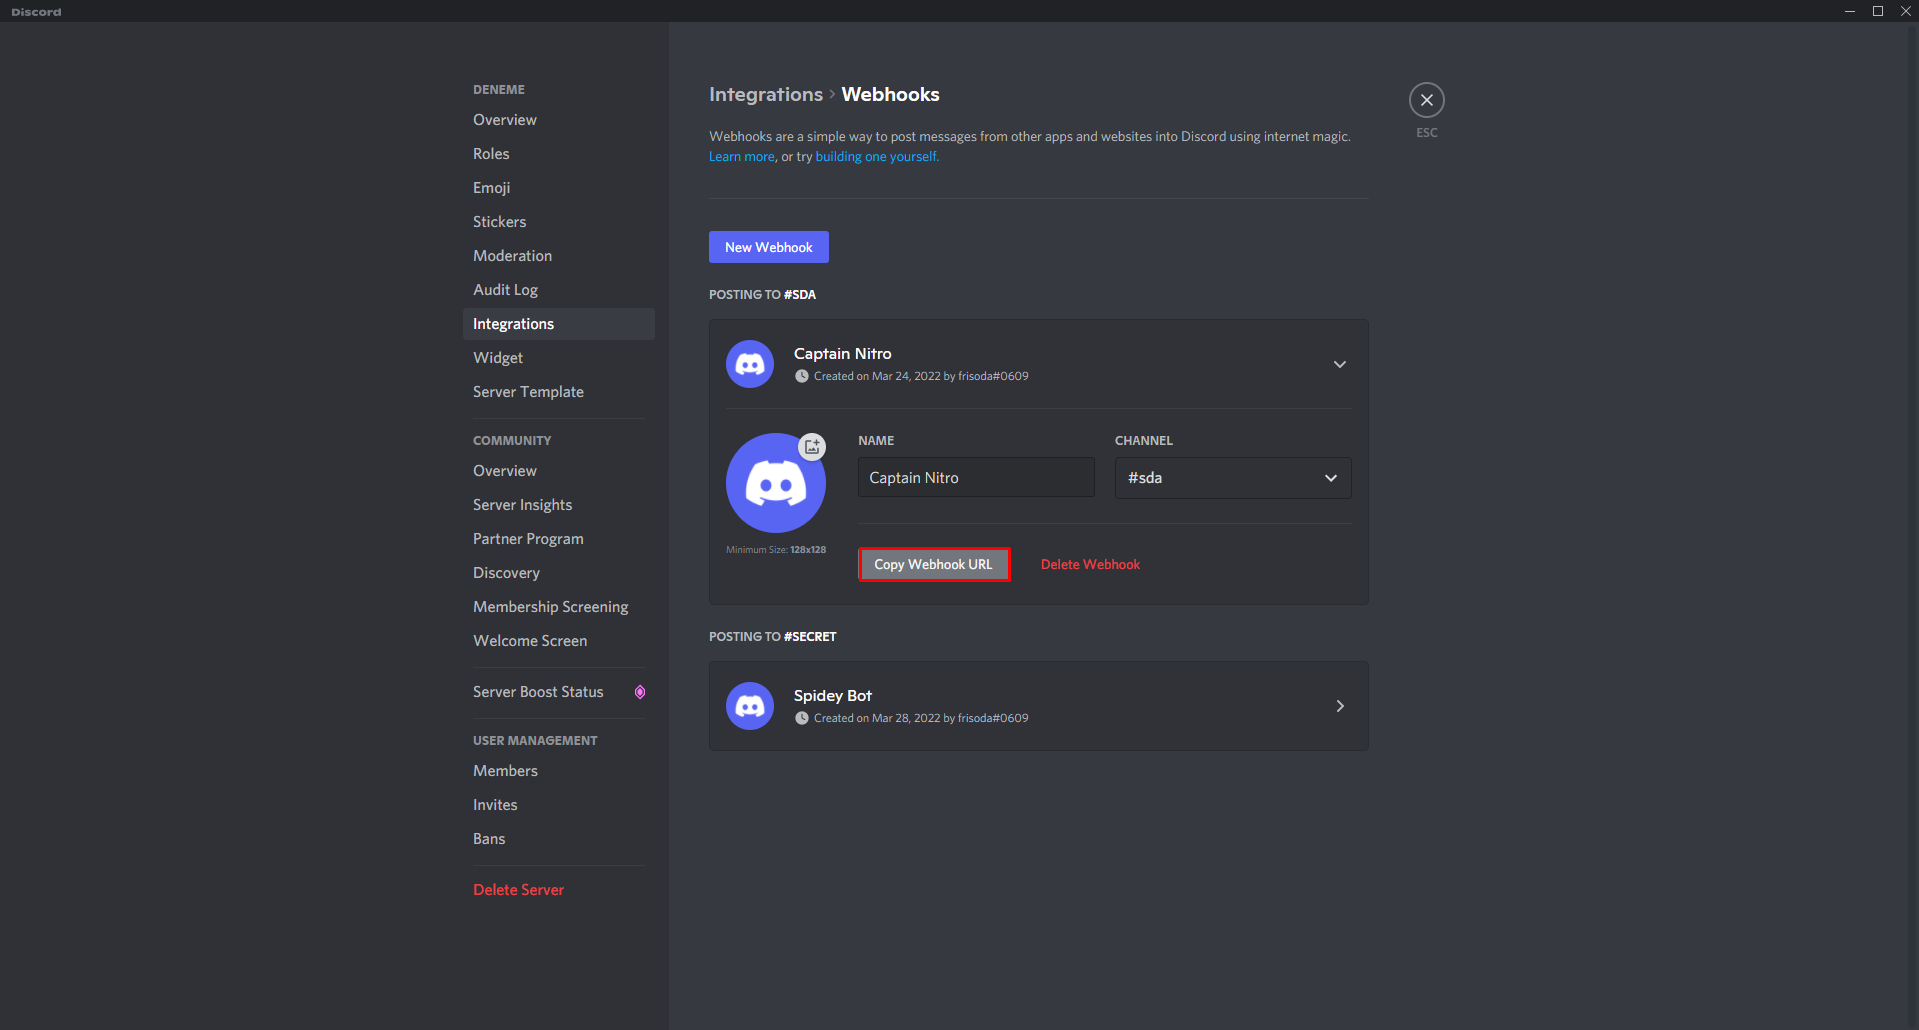 Discord
DENEME
Overview
Roles
Emoji
Stickers
Moderation
Audit Log
Integrations
Widget
Server Template
COMMUNITY
Overview
Server Insights
Partner Program
Discovery
Membership Screening
Welcome Screen
Server Boost Status
USER MANAGEMENT
Members
Invites
Bans
Delete Server
Integrations › Webhooks
ESC
Webhooks are a simple way to post messages from other apps and websites into Discord using internet magic.
Learn more, or try building one yourself.
New Webhook
POSTING TO #SDA
Captain Nitro
Created on Mar 24, 2022 by frisoda#0609
Minimum Size: 128x128
NAME
Captain Nitro
CHANNEL
#sda
Copy Webhook URL
Delete Webhook
POSTING TO #SECRET
Spidey Bot
Created on Mar 28, 2022 by frisoda#0609